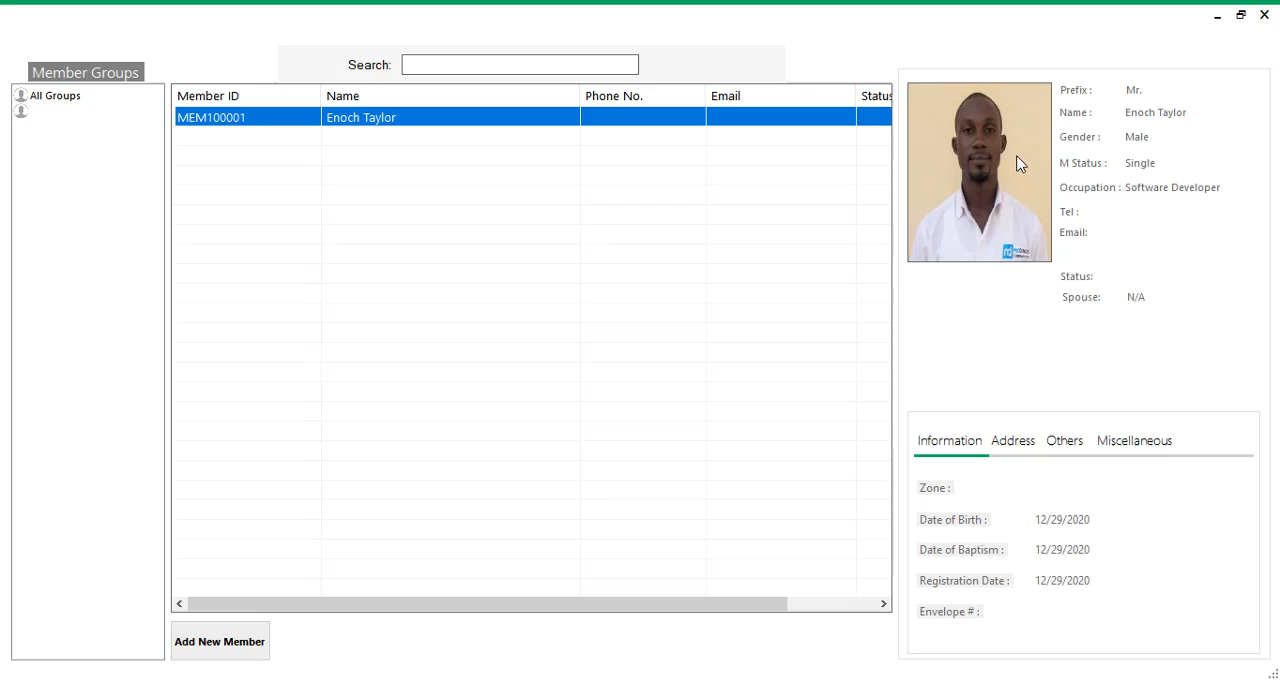 Member Groups
All Groups
Search:
Member ID Name Phone No. Email Status
MEM100001 Enoch Taylor
Add New Member
Prefix : Mr.
Name : Enoch Taylor
Gender : Male
M Status : Single
Occupation : Software Developer
Tel :
Email:
Status:
Spouse: N/A
Information Address Others Miscellaneous
Zone :
Date of Birth : 12/29/2020
Date of Baptism : 12/29/2020
Registration Date : 12/29/2020
Envelope # :